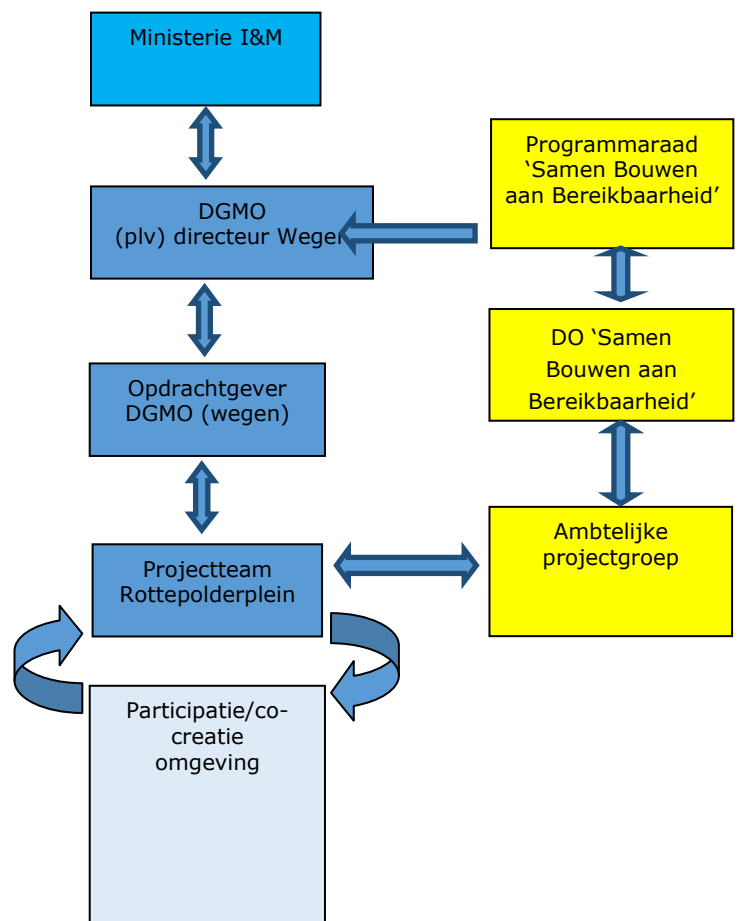 Ministerie I&M
DGMO
(plv) directeur Wegen
Opdrachtgever
DGMO (wegen)
Projectteam
Rottepolderplein
Participatie/co-
creatie
omgeving
Programmaraad
‘Samen Bouwen
aan Bereikbaarheid’
DO ‘Samen
Bouwen aan
Bereikbaarheid’
Ambtelijke
projectgroep